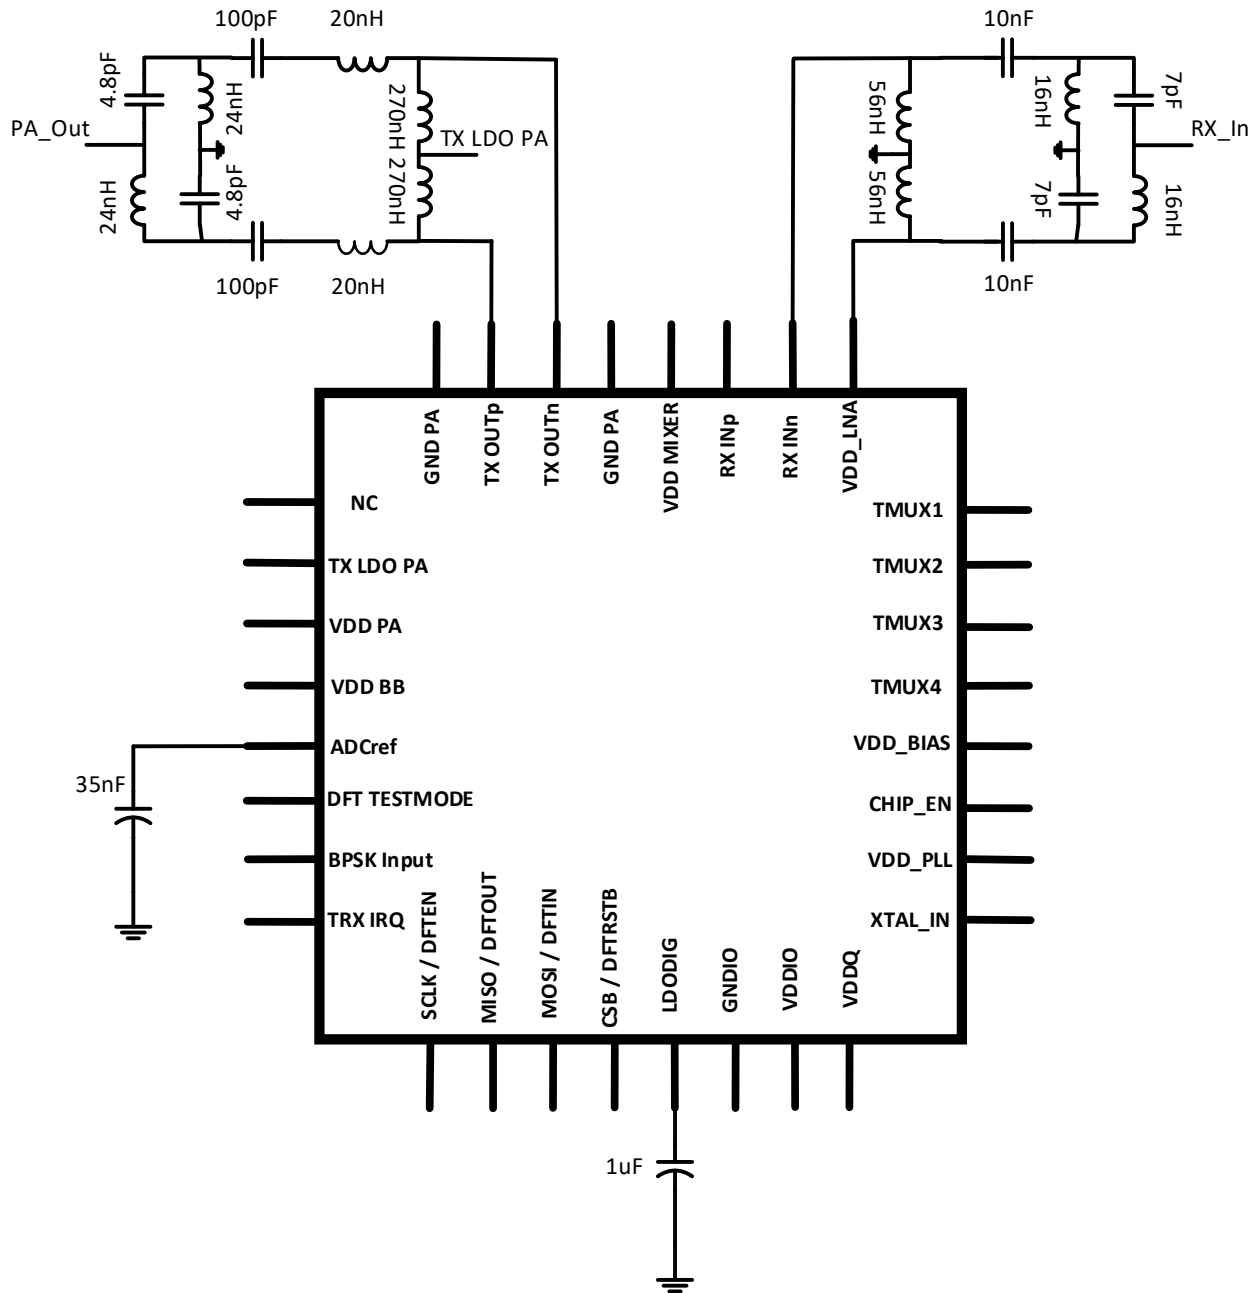 100pF
20nH
10nF
4.8pF
24nH
270nH
56nH
16nH
7pF
PA_Out
TX LDO PA
RX_In
24nH
4.8pF
270nH
56nH
7pF
16nH
100pF
20nH
10nF
GND PA
TX OUTp
TX OUTn
GND PA
VDD MIXER
RX INp
RX INn
VDD_LNA
NC
TX LDO PA
VDD PA
VDD BB
ADCref
DFT TESTMODE
BPSK Input
TRX IRQ
35nF
TMUX1
TMUX2
TMUX3
TMUX4
VDD_BIAS
CHIP_EN
VDD_PLL
XTAL_IN
SCLK / DFTEN
MISO / DFTOUT
MOSI / DFTIN
CSB / DFTRSTB
LDODIG
GNDIO
VDDIO
VDDQ
1uF